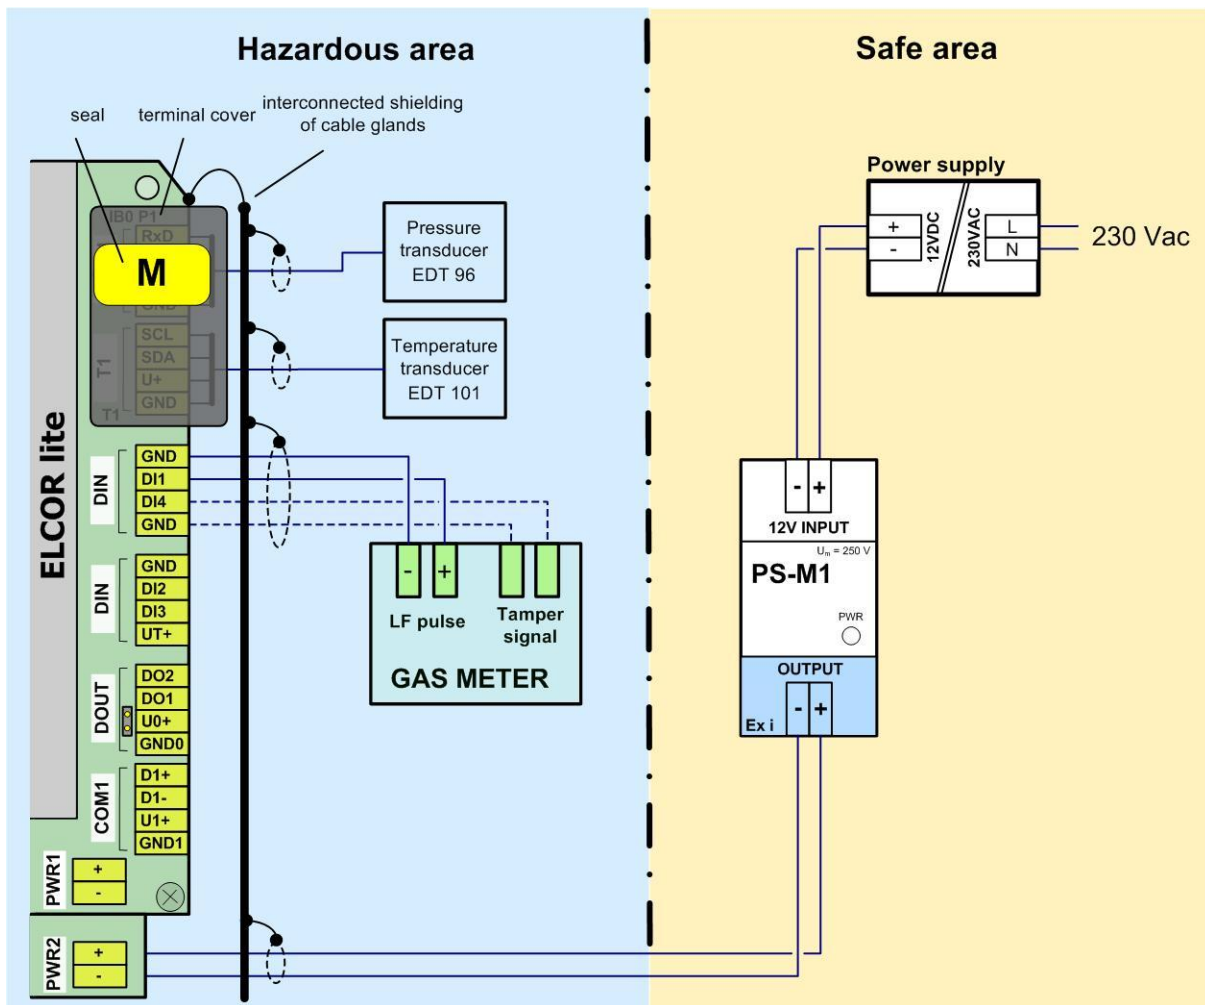 Hazardous area
Safe area
seal
terminal cover
interconnected shielding
of cable glands
ELCOR lite
IB0 P1
RxD
M
GND
T1
SCL
SDA
U+
GND
T1
Pressure
transducer
EDT 96
Temperature
transducer
EDT 101
DIN
GND
DI1
DI4
GND
DIN
GND
DI2
DI3
UT+
DOUT
DO2
DO1
U0+
GND0
COM1
D1+
D1-
U1+
GND1
PWR1
+
-
PWR2
+
-
- +
LF pulse
Tamper
signal
GAS METER
Power supply
+
-
12VDC
230VAC
L
N
230 Vac
- +
12V INPUT
Um = 250 V
PS-M1
PWR
OUTPUT
- +
Ex i